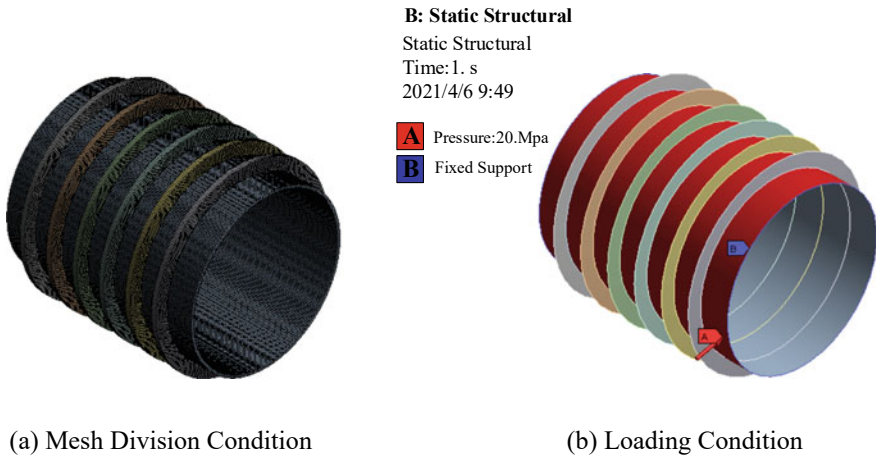 B: Static Structural
Static Structural
Time:1. s
2021/4/6 9:49
A Pressure:20.Mpa
B Fixed Support
B
A
(a) Mesh Division Condition
(b) Loading Condition